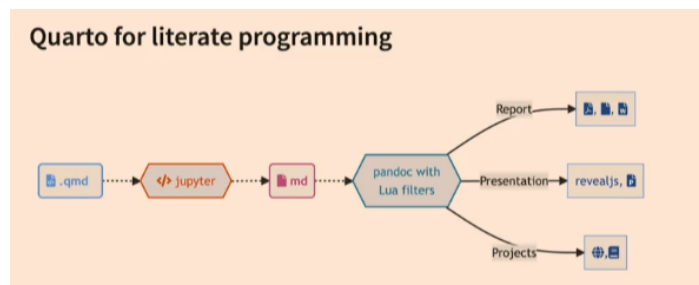 Quarto for literate programming
Report
.qmd
</> jupyter
md
pandoc with
Lua filters
Presentation
revealjs,
Projects